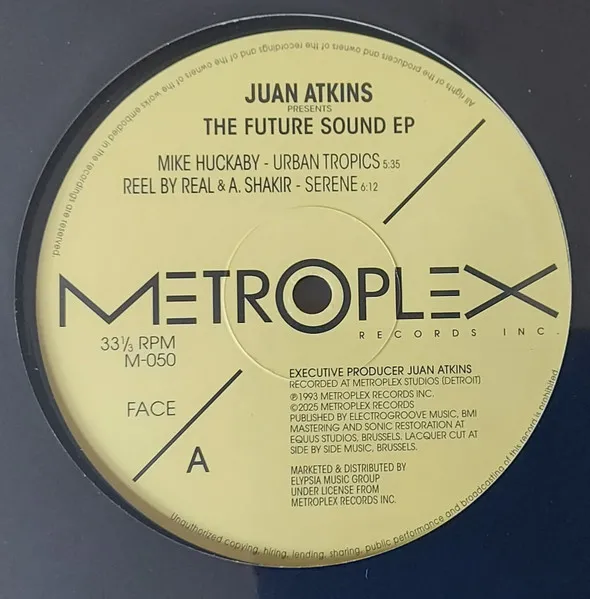 All rights of the producers and owners and of the recordings and of the owners of the works embodied in the recordings are reserved.
JUAN ATKINS
PRESENTS
THE FUTURE SOUND EP
MIKE HUCKABY - URBAN TROPICS 5:35
REEL BY REAL & A. SHAKIR - SERENE 6:12
METROPLEX
RECORDS INC.
33⅓ RPM
M-050
FACE
A
EXECUTIVE PRODUCER JUAN ATKINS
RECORDED AT METROPLEX STUDIOS (DETROIT)
℗1993 METROPLEX RECORDS INC.
©2025 METROPLEX RECORDS
PUBLISHED BY ELECTROGROOVE MUSIC, BMI
MASTERING AND SONIC RESTORATION AT
EQUUS STUDIOS, BRUSSELS. LACQUER CUT AT
SIDE BY SIDE MUSIC, BRUSSELS.
MARKETED & DISTRIBUTED BY
ELYPSIA MUSIC GROUP
UNDER LICENSE FROM
METROPLEX RECORDS INC.
Unauthorized copying, hiring, lending, sharing, public performance and broadcasting of this record is prohibited